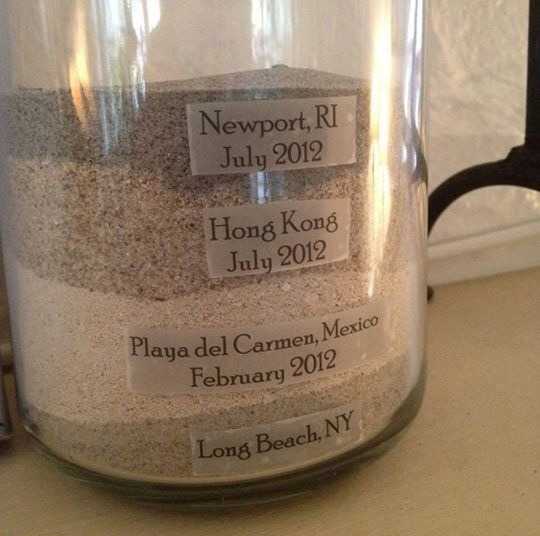 Newport, RI
July 2012
Hong Kong
July 2012
Playa del Carmen, Mexico
February 2012
Long Beach, NY